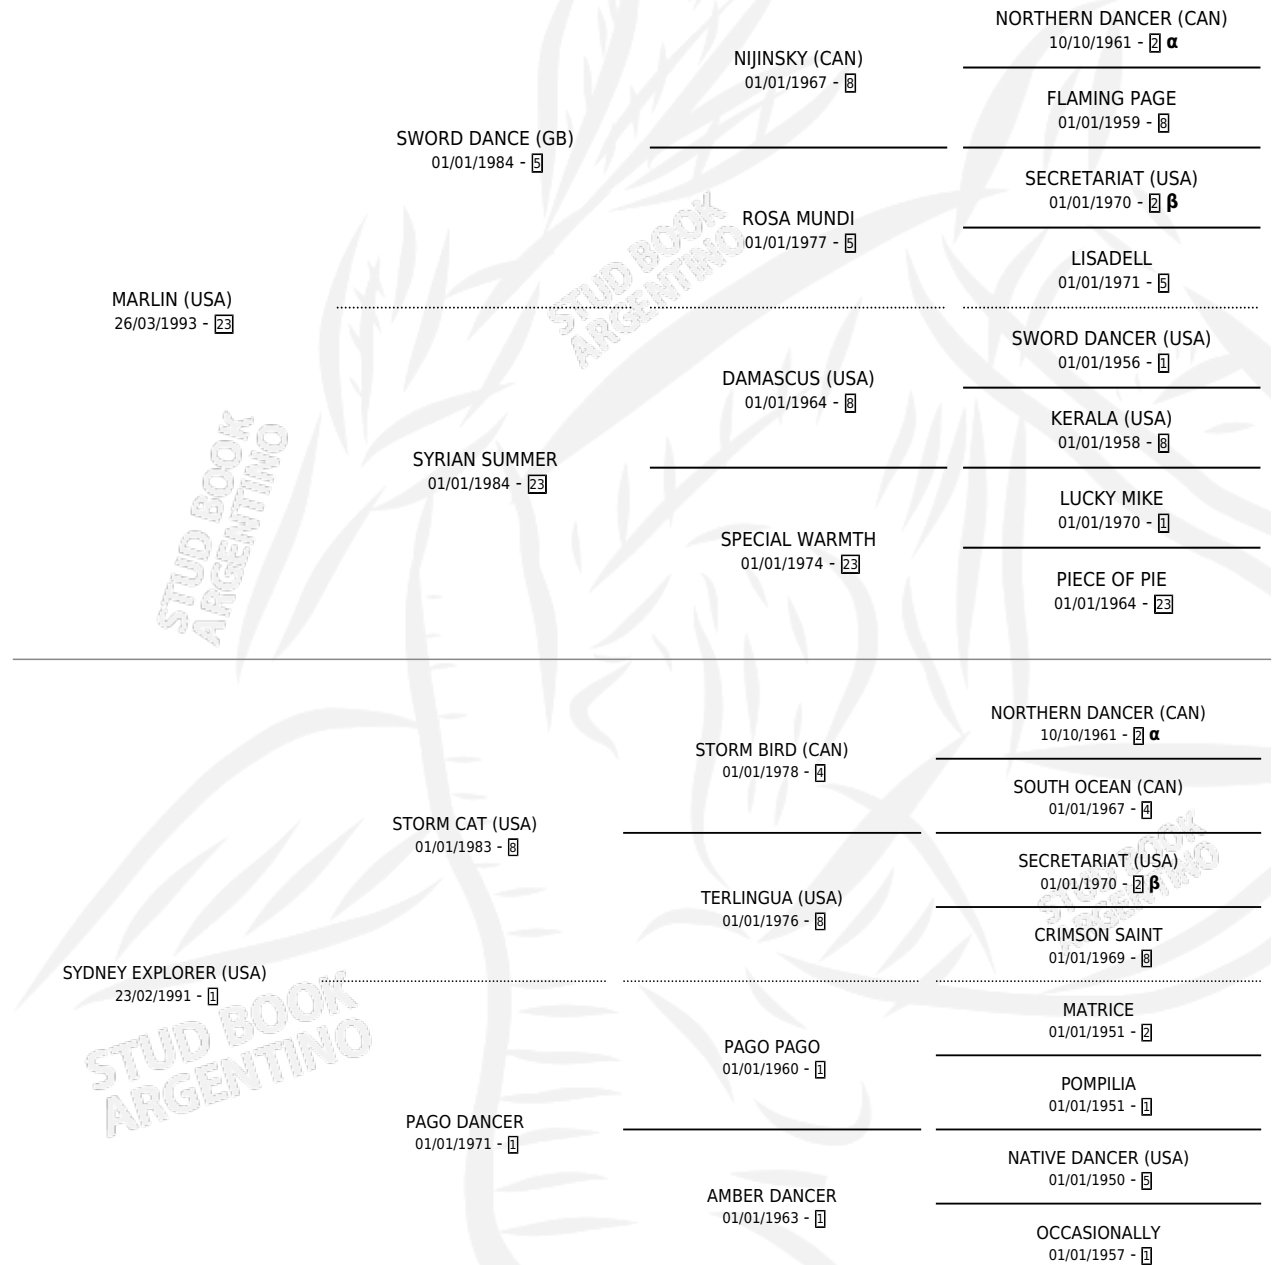 NORTHERN DANCER (CAN)
10/10/1961 - 2 α
NIJINSKY (CAN)
01/01/1967 - 8
FLAMING PAGE
01/01/1959 - 8
SWORD DANCE (GB)
01/01/1984 - 5
SECRETARIAT (USA)
01/01/1970 - 2 β
ROSA MUNDI
01/01/1977 - 5
LISADELL
01/01/1971 - 5
MARLIN (USA)
26/03/1993 - 23
SWORD DANCER (USA)
01/01/1956 - 1
DAMASCUS (USA)
01/01/1964 - 8
KERALA (USA)
01/01/1958 - 8
SYRIAN SUMMER
01/01/1984 - 23
LUCKY MIKE
01/01/1970 - 1
SPECIAL WARMTH
01/01/1974 - 23
PIECE OF PIE
01/01/1964 - 23
NORTHERN DANCER (CAN)
10/10/1961 - 2 α
STORM BIRD (CAN)
01/01/1978 - 4
SOUTH OCEAN (CAN)
01/01/1967 - 4
STORM CAT (USA)
01/01/1983 - 8
SECRETARIAT (USA)
01/01/1970 - 2 β
TERLINGUA (USA)
01/01/1976 - 8
CRIMSON SAINT
01/01/1969 - 8
SYDNEY EXPLORER (USA)
23/02/1991 - 1
MATRICE
01/01/1951 - 2
PAGO PAGO
01/01/1960 - 1
POMPILIA
01/01/1951 - 1
PAGO DANCER
01/01/1971 - 1
NATIVE DANCER (USA)
01/01/1950 - 5
AMBER DANCER
01/01/1963 - 1
OCCASIONALLY
01/01/1957 - 1
STUD BOOK
ARGENTINO
STUD BOOK
ARGENTINO
STUD BOOK
ARGENTINO
STUD BOOK
ARGENTINO